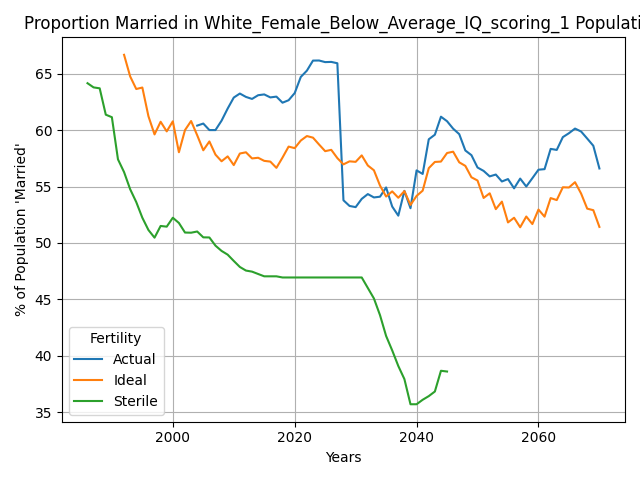 Proportion Married in White_Female_Below_Average_IQ_scoring_1 Populati
% of Population 'Married'
65
60
55
50
45
40
35
Fertility
Actual
Ideal
Sterile
2000
2020
2040
2060
Years